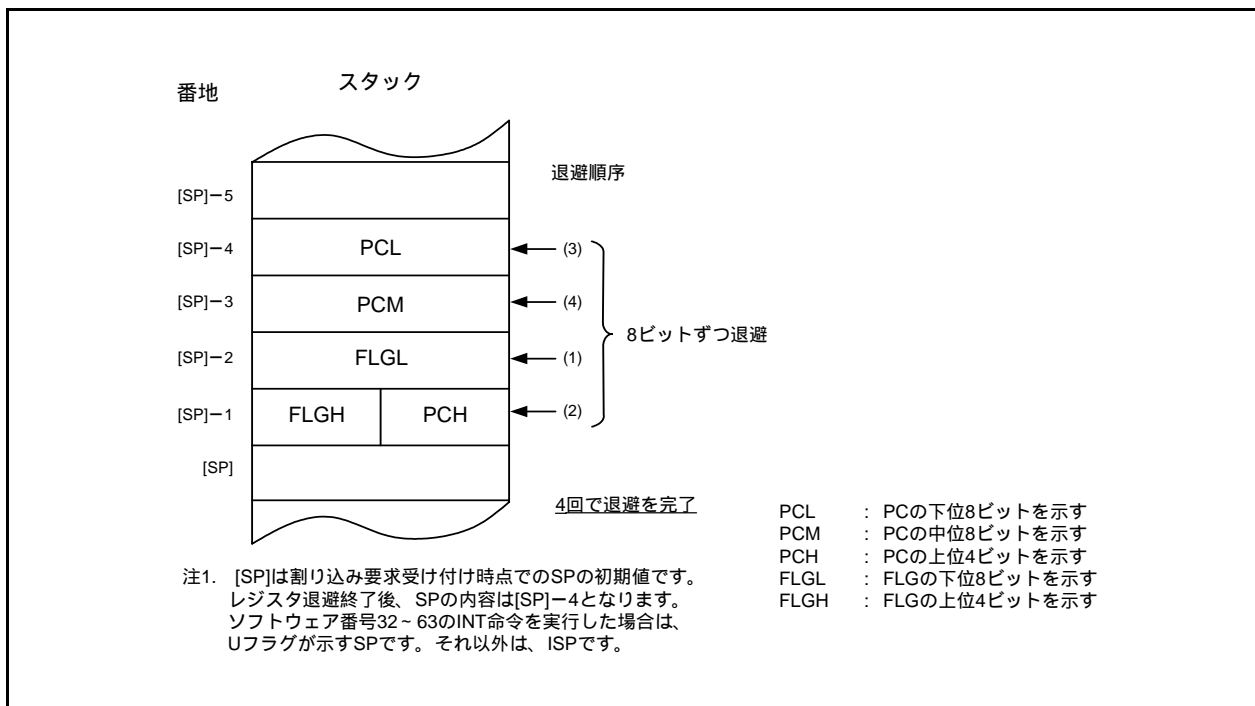 番地
スタック
退避順序
[SP]－5
[SP]－4
PCL
(3)
[SP]－3
PCM
(4)
8ビットずつ退避
[SP]－2
FLGL
(1)
[SP]－1
FLGH
PCH
(2)
[SP]
4回で退避を完了
PCL : PCの下位8ビットを示す
PCM : PCの中位8ビットを示す
PCH : PCの上位4ビットを示す
FLGL : FLGの下位8ビットを示す
FLGH : FLGの上位4ビットを示す
注1. [SP]は割り込み要求受け付け時点でのSPの初期値です。
レジスタ退避終了後、SPの内容は[SP]－4となります。
ソフトウェア番号32～63のINT命令を実行した場合は、
Uフラグが示すSPです。それ以外は、ISPです。